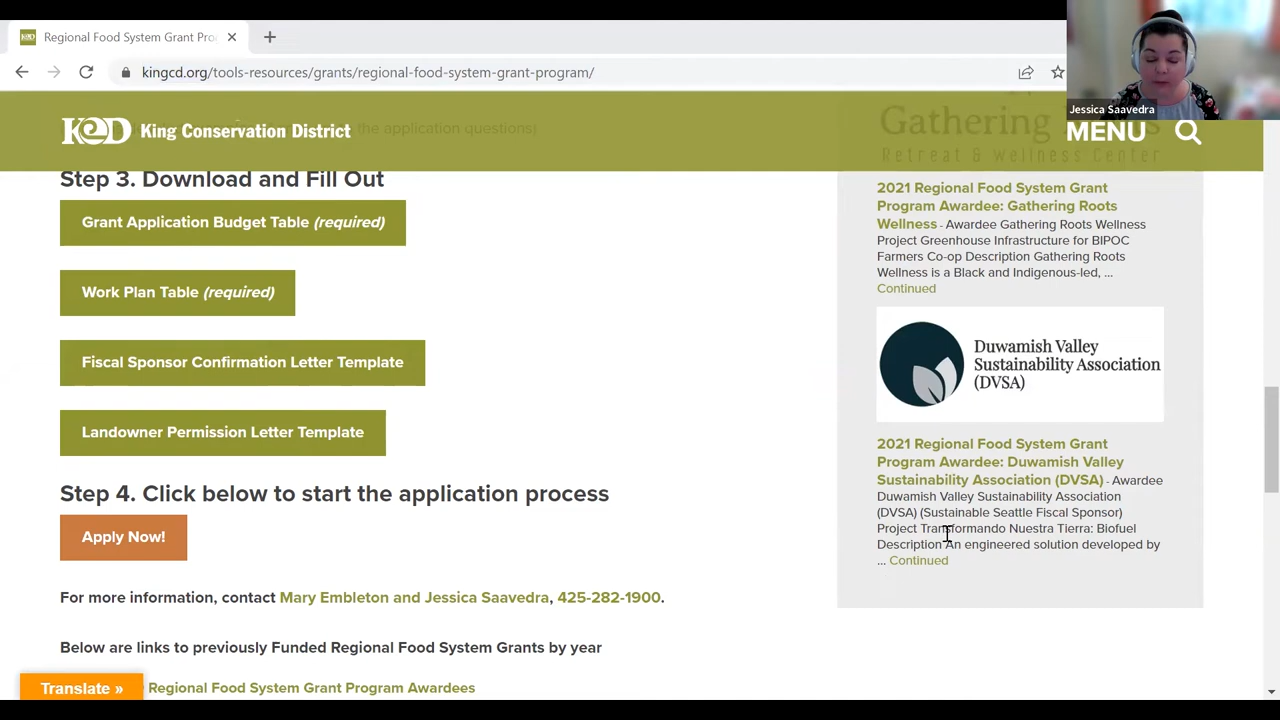 Regional Food System Grant Pro
kingcd.org/tools-resources/grants/regional-food-system-grant-program/
Jessica Saavedra
KCD King Conservation District
the application questions)
MENU
Step 3. Download and Fill Out
Grant Application Budget Table (required)
Work Plan Table (required)
Fiscal Sponsor Confirmation Letter Template
Landowner Permission Letter Template
Step 4. Click below to start the application process
Apply Now!
For more information, contact Mary Embleton and Jessica Saavedra, 425-282-1900.
Below are links to previously Funded Regional Food System Grants by year
Translate »
Regional Food System Grant Program Awardees
Gathering
Retreat & Wellness Center
2021 Regional Food System Grant
Program Awardee: Gathering Roots
Wellness - Awardee Gathering Roots Wellness
Project Greenhouse Infrastructure for BIPOC
Farmers Co-op Description Gathering Roots
Wellness is a Black and Indigenous-led, ...
Continued
Duwamish Valley
Sustainability Association
(DVSA)
2021 Regional Food System Grant
Program Awardee: Duwamish Valley
Sustainability Association (DVSA) - Awardee
Duwamish Valley Sustainability Association
(DVSA) (Sustainable Seattle Fiscal Sponsor)
Project Transformando Nuestra Tierra: Biofuel
Description An engineered solution developed by
... Continued